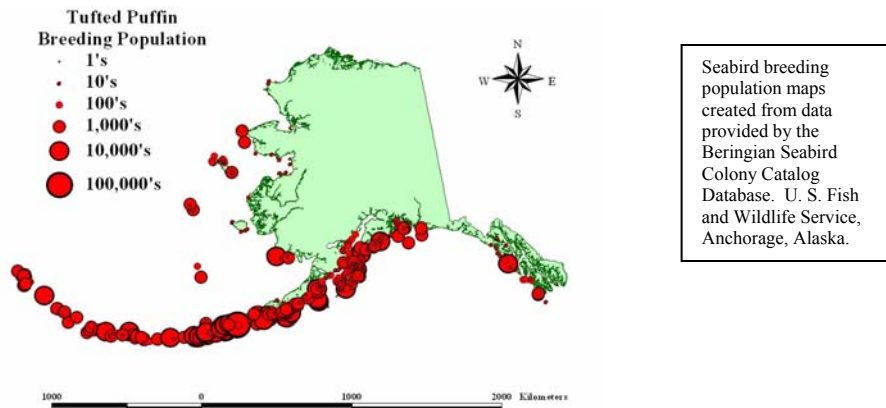 Tufted Puffin
Breeding Population
1's
10's
100's
1,000's
10,000's
100,000's
N
W E
S
Seabird breeding
population maps
created from data
provided by the
Beringian Seabird
Colony Catalog
Database. U. S. Fish
and Wildlife Service,
Anchorage, Alaska.
1000 0 1000 2000 Kilometers